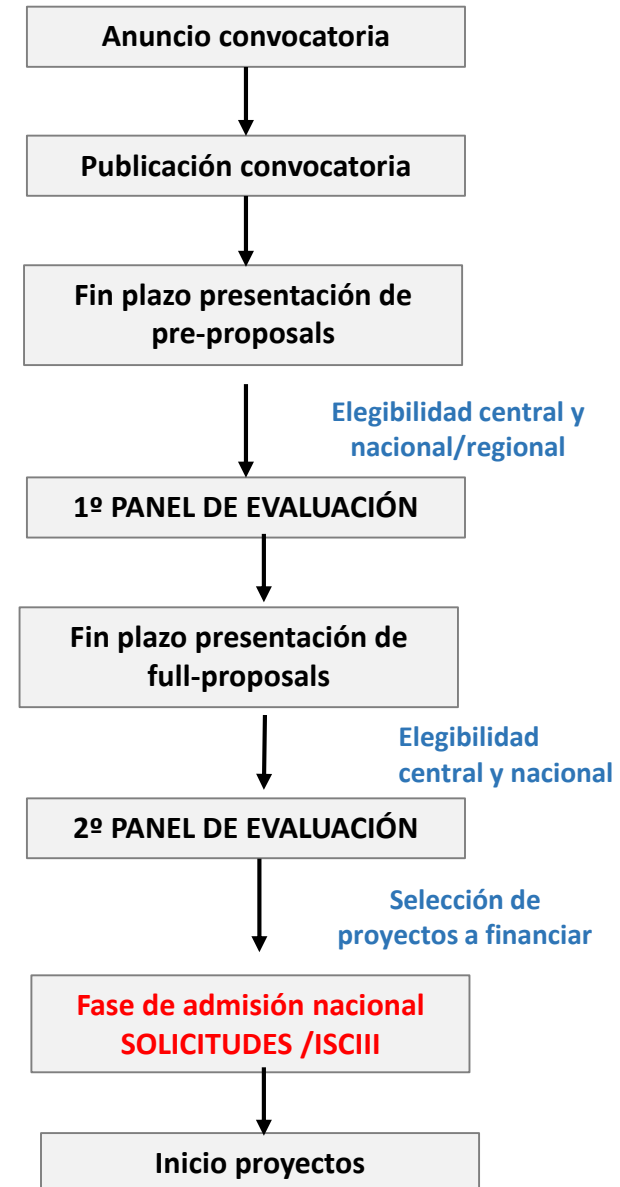 Anuncio convocatoria
Publicación convocatoria
Fin plazo presentación de
pre-proposals
Elegibilidad central y
nacional/regional
1º PANEL DE EVALUACIÓN
Fin plazo presentación de
full-proposals
Elegibilidad
central y nacional
2º PANEL DE EVALUACIÓN
Selección de
proyectos a financiar
Fase de admisión nacional
SOLICITUDES /ISCIII
Inicio proyectos